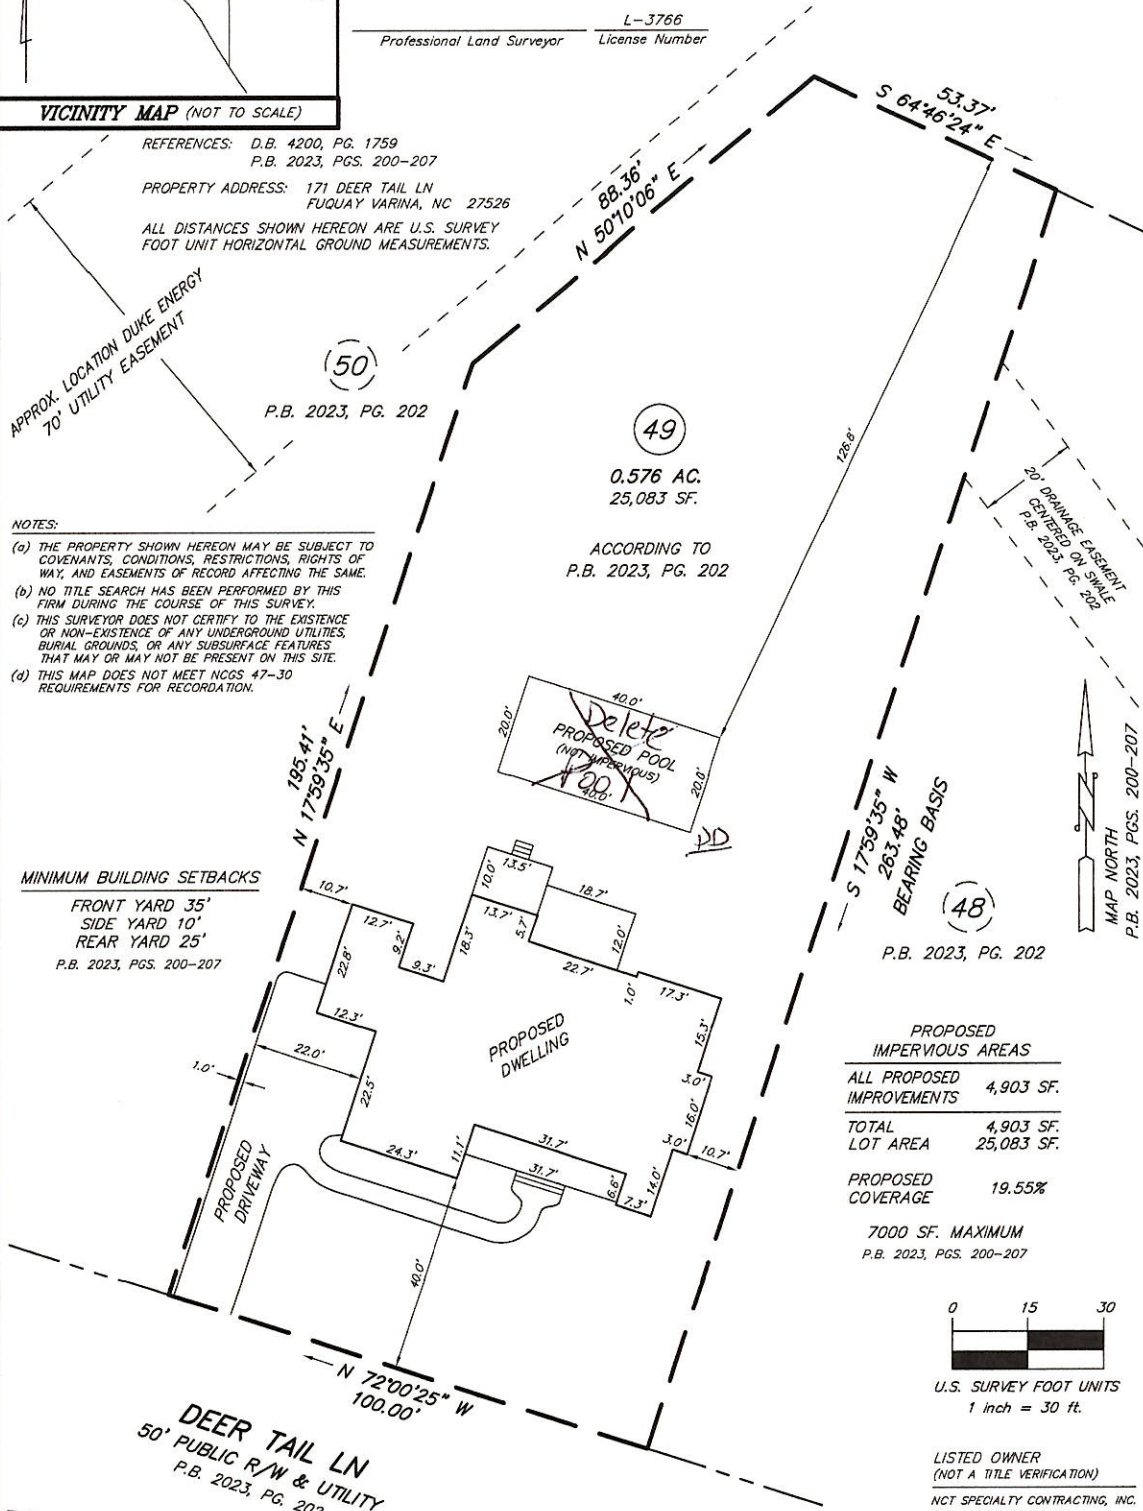 L-3766
Professional Land Surveyor
License Number
VICINITY MAP (NOT TO SCALE)
REFERENCES: D.B. 4200, PG. 1759
P.B. 2023, PGS. 200-207
PROPERTY ADDRESS: 171 DEER TAIL LN
FUQUAY VARINA, NC 27526
ALL DISTANCES SHOWN HEREON ARE U.S. SURVEY
FOOT UNIT HORIZONTAL GROUND MEASUREMENTS.
53.37'
S 64°46'24" E
88.36'
N 50°10'06" E
APPROX. LOCATION DUKE ENERGY
70' UTILITY EASEMENT
50
P.B. 2023, PG. 202
49
0.576 AC.
25,083 SF.
ACCORDING TO
P.B. 2023, PG. 202
126.8'
20' DRAINAGE EASEMENT
CENTERED ON SWALE
P.B. 2023, PG. 202
NOTES:
(a) THE PROPERTY SHOWN HEREON MAY BE SUBJECT TO
COVENANTS, CONDITIONS, RESTRICTIONS, RIGHTS OF
WAY, AND EASEMENTS OF RECORD AFFECTING THE SAME.
(b) NO TITLE SEARCH HAS BEEN PERFORMED BY THIS
FIRM DURING THE COURSE OF THIS SURVEY.
(c) THIS SURVEYOR DOES NOT CERTIFY TO THE EXISTENCE
OR NON-EXISTENCE OF ANY UNDERGROUND UTILITIES,
BURIAL GROUNDS, OR ANY SUBSURFACE FEATURES
THAT MAY OR MAY NOT BE PRESENT ON THIS SITE.
(d) THIS MAP DOES NOT MEET NCGS 47-30
REQUIREMENTS FOR RECORDATION.
195.41'
N 17°59'35" E
40.0'
20.0'
Delete
PROPOSED POOL
(NOT IMPERVIOUS)
Pool
40.0'
20.0'
S 17°59'35" W
263.48'
BEARING BASIS
MAP NORTH
P.B. 2023, PGS. 200-207
48
P.B. 2023, PG. 202
MINIMUM BUILDING SETBACKS
FRONT YARD 35'
SIDE YARD 10'
REAR YARD 25'
P.B. 2023, PGS. 200-207
13.5'
10.0'
18.7'
10.7'
12.7'
13.7'
5.7'
12.0'
9.2'
18.3'
9.3'
22.7'
22.8'
1.0'
17.3'
12.3'
PROPOSED
DWELLING
15.3'
22.0'
1.0'
22.5'
3.0'
16.0'
3.0'
10.7'
24.3'
11.1'
31.7'
31.7'
6.6'
7.3'
14.0'
PROPOSED
DRIVEWAY
40.0'
PROPOSED
IMPERVIOUS AREAS
ALL PROPOSED
IMPROVEMENTS 4,903 SF.
TOTAL 4,903 SF.
LOT AREA 25,083 SF.
PROPOSED
COVERAGE 19.55%
7000 SF. MAXIMUM
P.B. 2023, PGS. 200-207
0 15 30
U.S. SURVEY FOOT UNITS
1 inch = 30 ft.
N 72°00'25" W
100.00'
DEER TAIL LN
50' PUBLIC R/W & UTILITY
P.B. 2023, PG. 202
LISTED OWNER
(NOT A TITLE VERIFICATION)
NCT SPECIALTY CONTRACTING, INC.